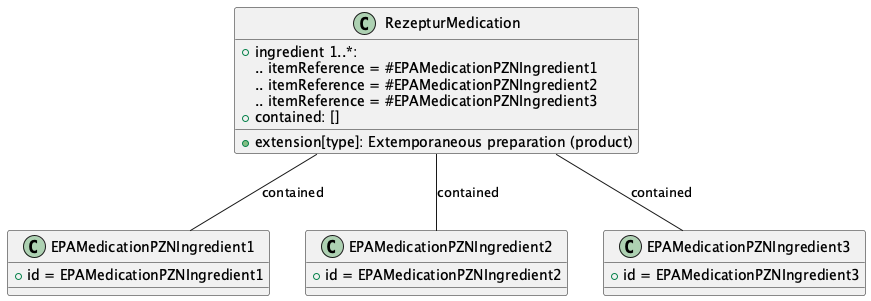 C RezepturMedication
ingredient 1..*:
.. itemReference = #EPAMedicationPZNIngredient1
.. itemReference = #EPAMedicationPZNIngredient2
.. itemReference = #EPAMedicationPZNIngredient3
contained: []
extension[type]: Extemporaneous preparation (product)
contained
contained
contained
C EPAMedicationPZNIngredient1
id = EPAMedicationPZNIngredient1
C EPAMedicationPZNIngredient2
id = EPAMedicationPZNIngredient2
C EPAMedicationPZNIngredient3
id = EPAMedicationPZNIngredient3